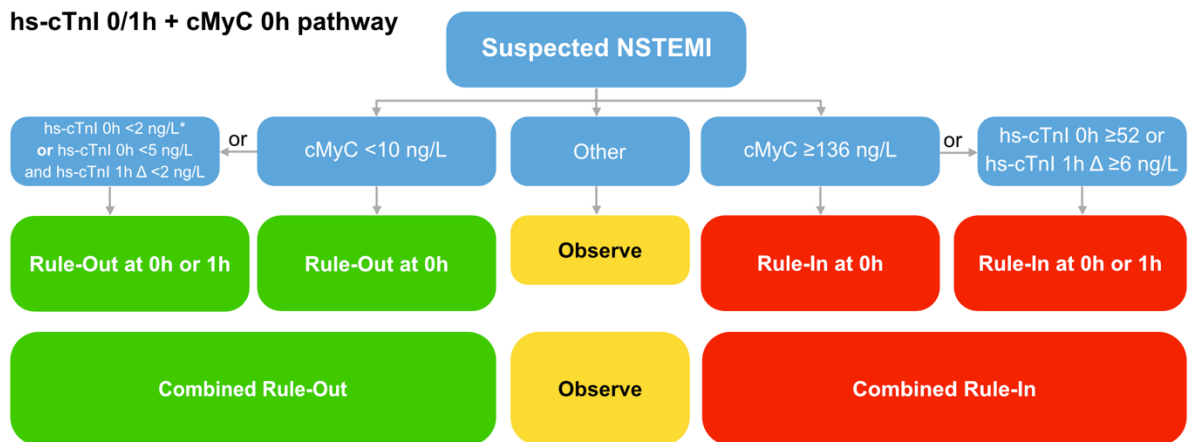 hs-cTnI 0/1h + cMyC 0h pathway
Suspected NSTEMI
hs-cTnI 0h <2 ng/L*
or hs-cTnI 0h <5 ng/L
and hs-cTnI 1h Δ <2 ng/L
or
cMyC <10 ng/L
Other
cMyC ≥136 ng/L
or
hs-cTnI 0h ≥52 or
hs-cTnI 1h Δ ≥6 ng/L
Rule-Out at 0h or 1h
Rule-Out at 0h
Observe
Rule-In at 0h
Rule-In at 0h or 1h
Combined Rule-Out
Observe
Combined Rule-In